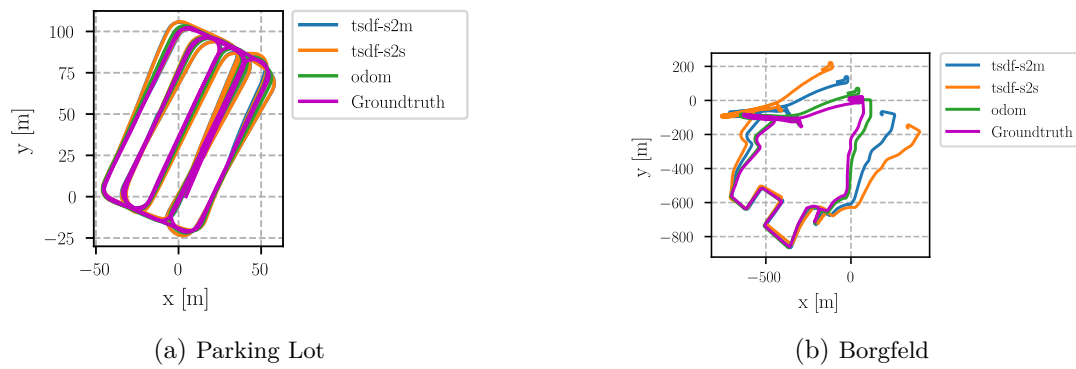 100
75
50
25
0
−25
y [m]
−50
0
50
x [m]
tsdf-s2m
tsdf-s2s
odom
Groundtruth
(a) Parking Lot
200
0
−200
−400
−600
−800
y [m]
−500
0
x [m]
tsdf-s2m
tsdf-s2s
odom
Groundtruth
(b) Borgfeld